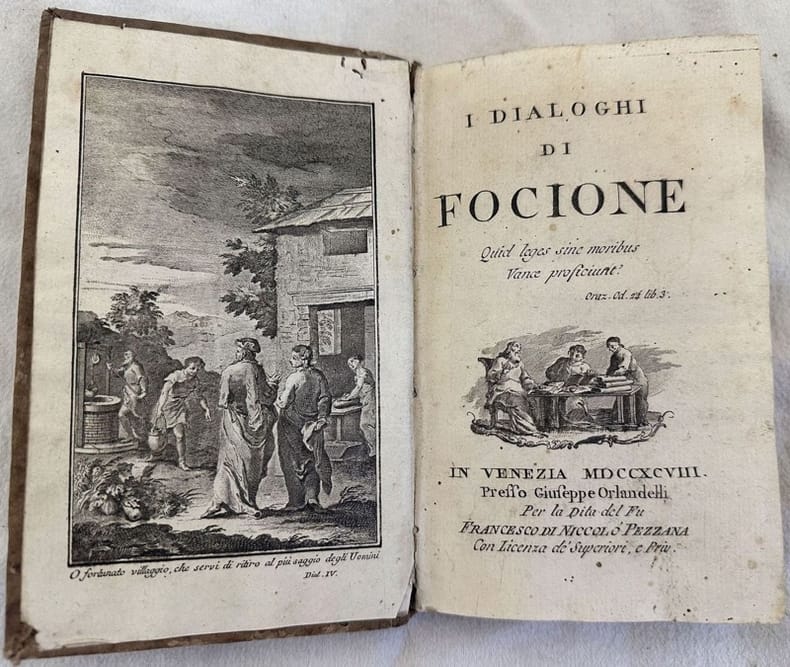 O fortunato villaggio, che servi di ritiro al più saggio degli Uomini
Dial. IV.
I DIALOGHI
DI
FOCIONE
Quid leges sine moribus
Vanæ proficiunt?
Oraz. Od. 24 lib. 3.
IN VENEZIA MDCCXCVIII.
Preſſo Giuſeppe Orlandelli
Per la Dita del Fu
FRANCESCO DI NICCOLÒ PEZZANA
Con Licenza de' Superiori, e Priv.